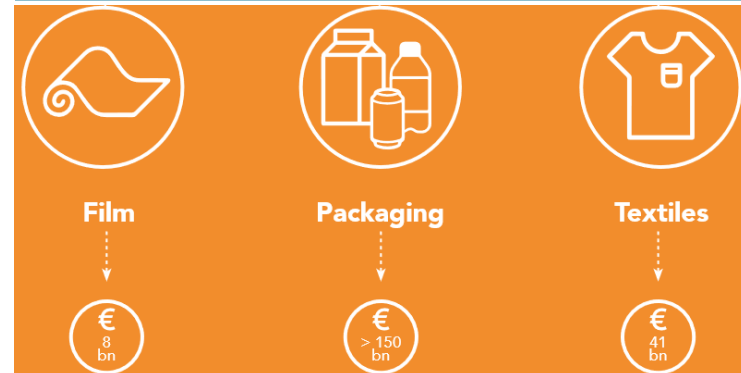 Film
Packaging
Textiles
€
8
bn
€
> 150
bn
€
41
bn